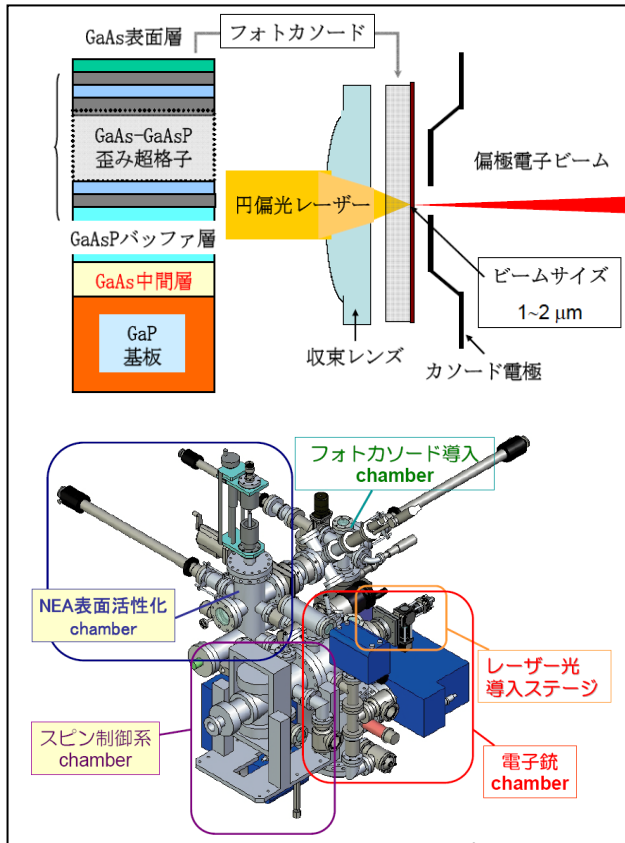 GaAs表面層
フォトカソード
GaAs-GaAsP
歪み超格子
偏極電子ビーム
円偏光レーザー
GaAsPバッファ層
GaAs中間層
ビームサイズ
1~2 μm
GaP
基板
収束レンズ
カソード電極
フォトカソード導入
chamber
NEA表面活性化
chamber
レーザー光
導入ステージ
スピン制御系
chamber
電子銃
chamber